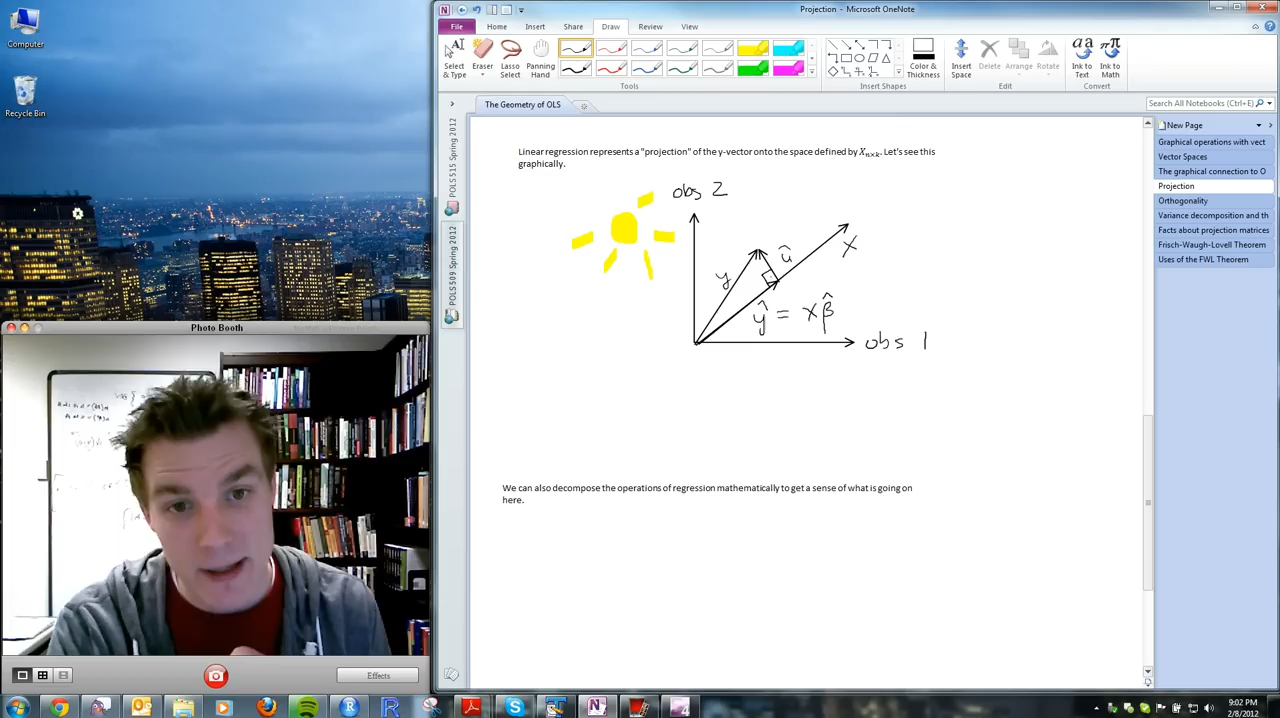 Projection - Microsoft OneNote
File Home Insert Share Draw Review View
Computer
Recycle Bin
Select & Type
Eraser
Lasso Select
Panning Hand
Color & Thickness
Insert Space
Delete
Arrange
Rotate
Ink to Text
Ink to Math
Tools
Insert Shapes
Edit
Convert
The Geometry of OLS
Search All Notebooks (Ctrl+E)
POLS 515 Spring 2012
POLS 509 Spring 2012
New Page
Graphical operations with vect
Vector Spaces
The graphical connection to O
Projection
Orthogonality
Variance decomposition and th
Facts about projection matrices
Frisch-Waugh-Lovell Theorem
Uses of the FWL Theorem
Linear regression represents a "projection" of the y-vector onto the space defined by Xn×k. Let's see this
graphically.
obs 2
û
X
y
ŷ = Xβ̂
obs 1
We can also decompose the operations of regression mathematically to get a sense of what is going on
here.
Photo Booth
Effects
9:02 PM
2/8/2012